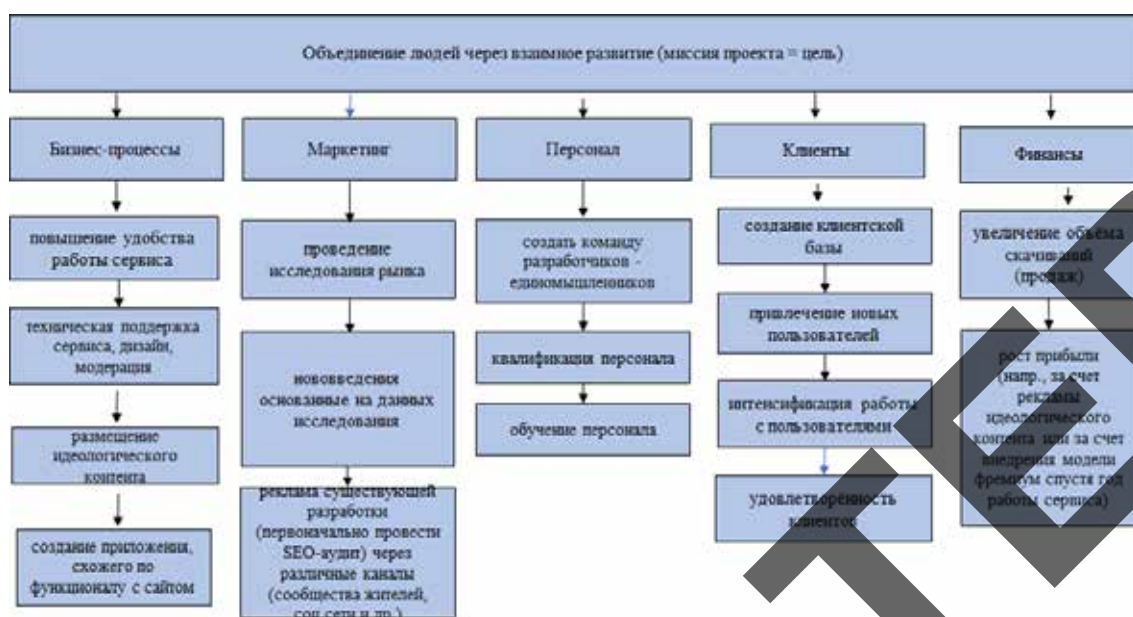 Объединение людей через взаимное развитие (миссия проекта = цель)
Бизнес-процессы
повышение удобства
работы сервиса
техническая поддержка
сервиса, дизайн,
модерация
размещение
идеологического
контента
создание приложения,
схожего по
функционалу с сайтом
Маркетинг
проведение
исследования рынка
нововведения
основанные на данных
исследования
реклама существующей
разработки
(первоначально провести
SEO-аудит) через
различные каналы
(сообщества жителей,
соц сети и др.)
Персонал
создать команду
разработчиков -
единомышленников
квалификация персонала
обучение персонала
Клиенты
создание клиентской
базы
привлечение новых
пользователей
интенсификация работы
с пользователями
удовлетворённость
клиентов
Финансы
увеличение объёма
скачиваний
(продаж)
рост прибыли
(напр., за счет
рекламы
идеологического
контента или за счет
внедрения модели
фремиум спустя год
работы сервиса)